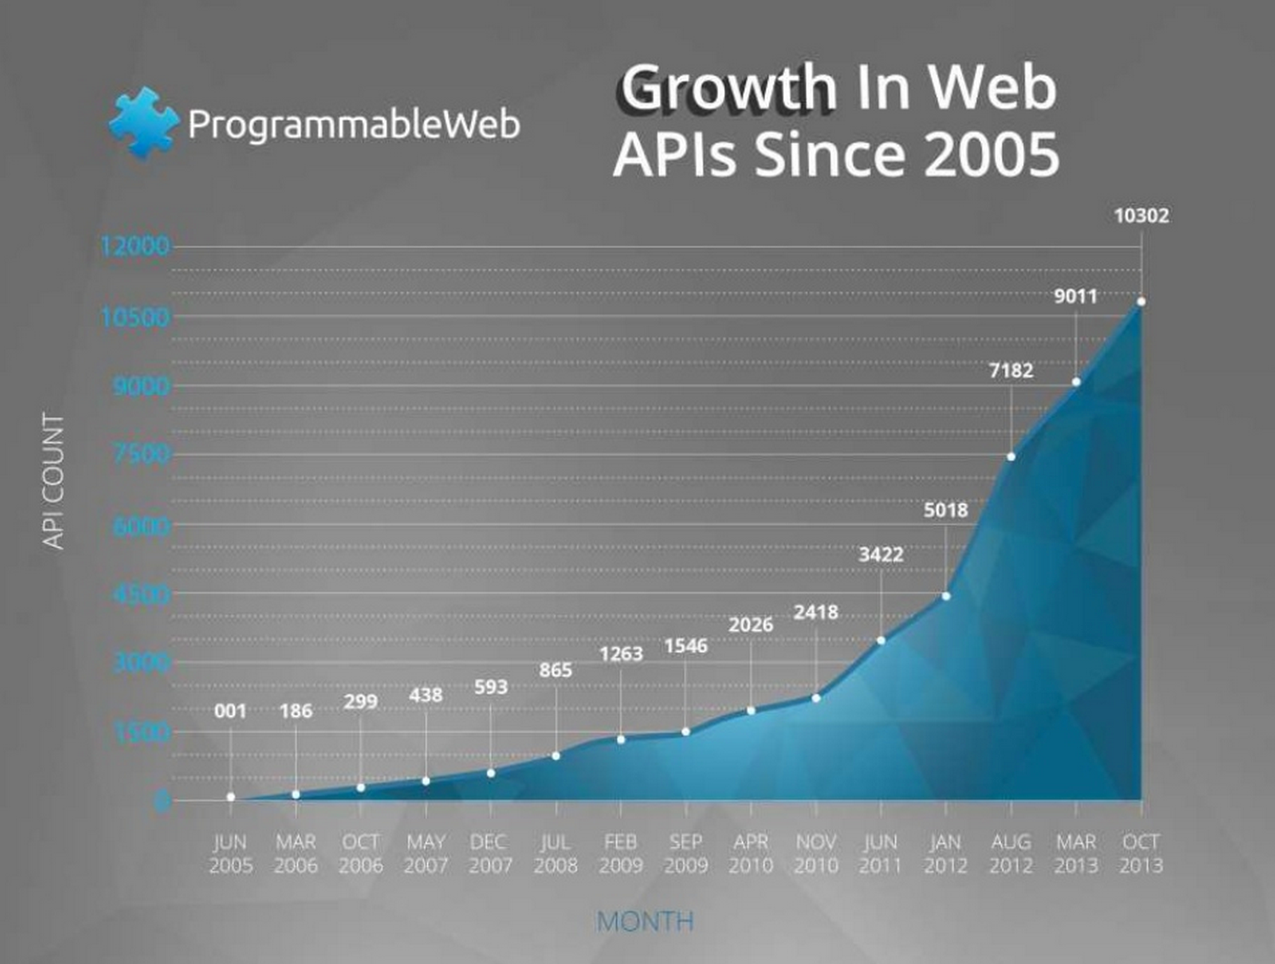 ProgrammableWeb
Growth In Web
APIs Since 2005
API COUNT
12000
10500
9000
7500
6000
4500
3000
1500
0
001
186
299
438
593
865
1263
1546
2026
2418
3422
5018
7182
9011
10302
JUN 2005
MAR 2006
OCT 2006
MAY 2007
DEC 2007
JUL 2008
FEB 2009
SEP 2009
APR 2010
NOV 2010
JUN 2011
JAN 2012
AUG 2012
MAR 2013
OCT 2013
MONTH